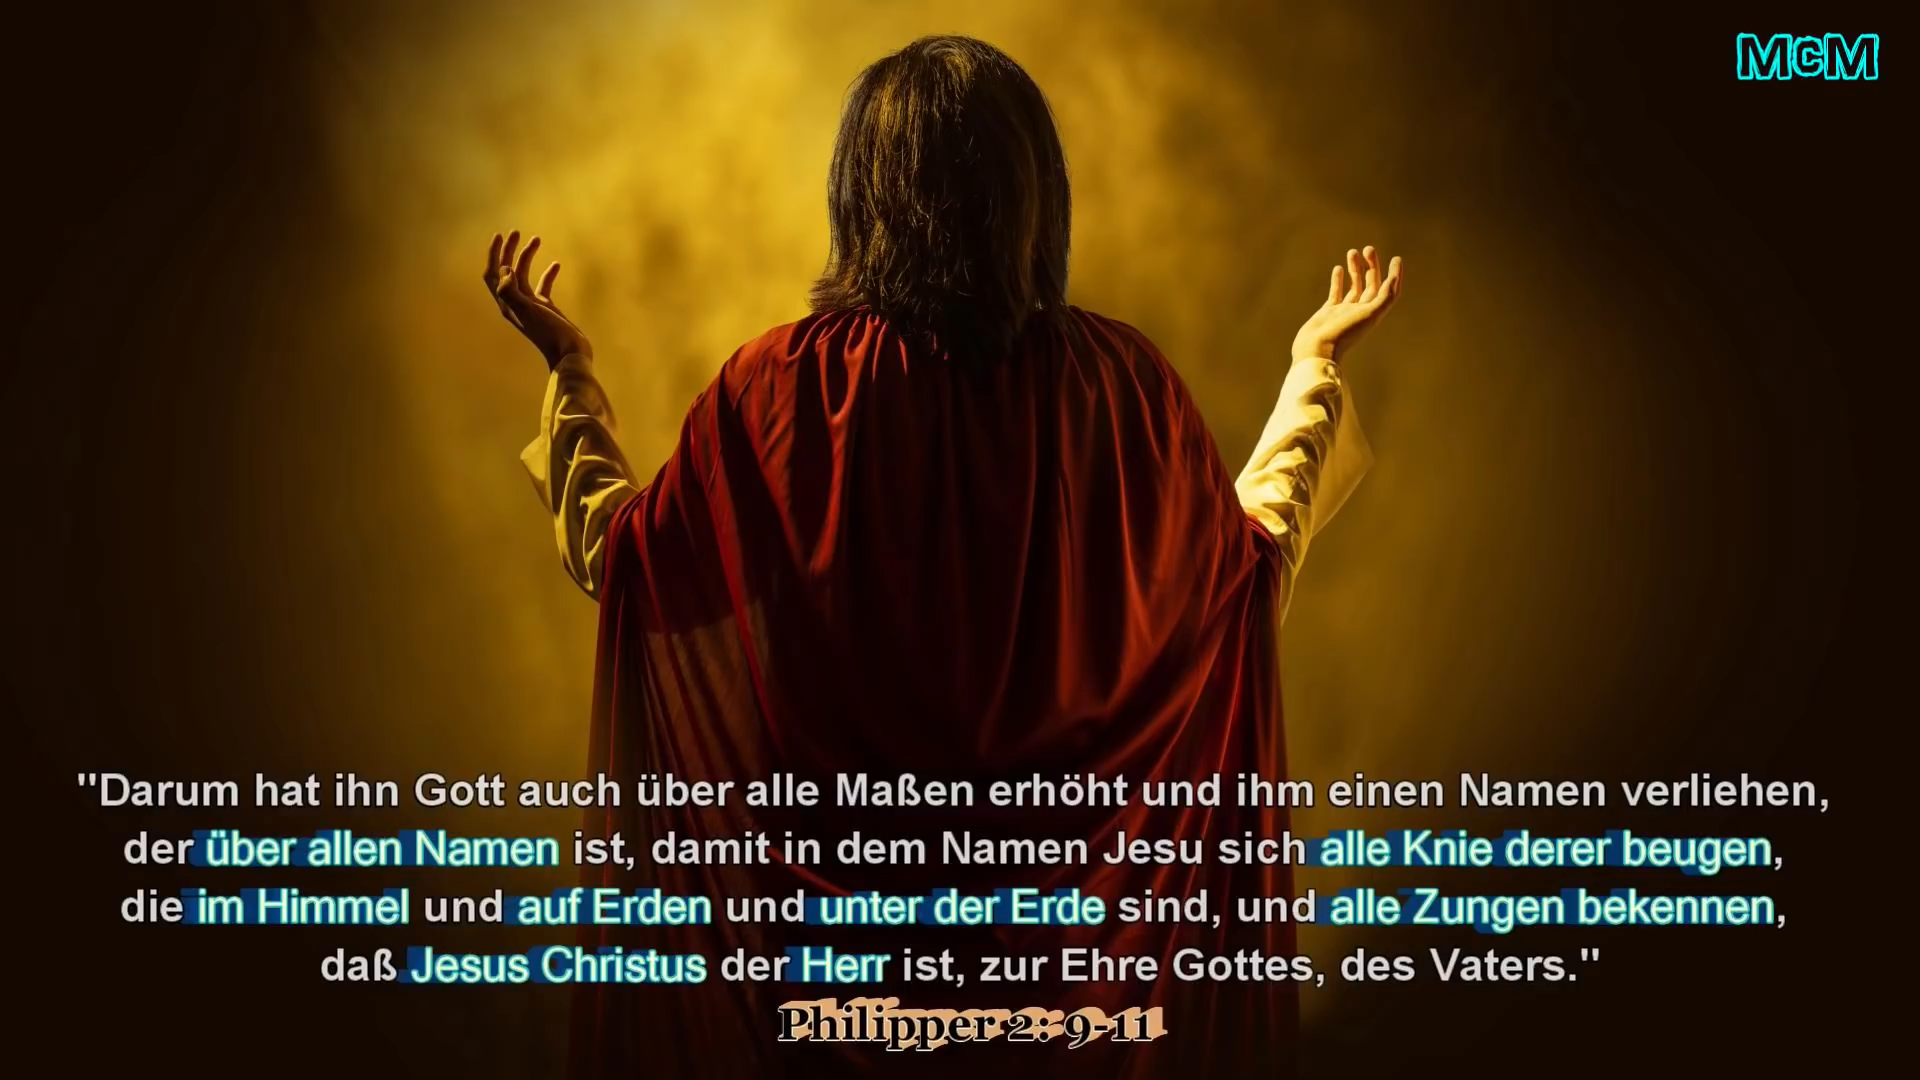 McM
"Darum hat ihn Gott auch über alle Maßen erhöht und ihm einen Namen verliehen,
der über allen Namen ist, damit in dem Namen Jesu sich alle Knie derer beugen,
die im Himmel und auf Erden und unter der Erde sind, und alle Zungen bekennen,
daß Jesus Christus der Herr ist, zur Ehre Gottes, des Vaters."
Philipper 2: 9-11